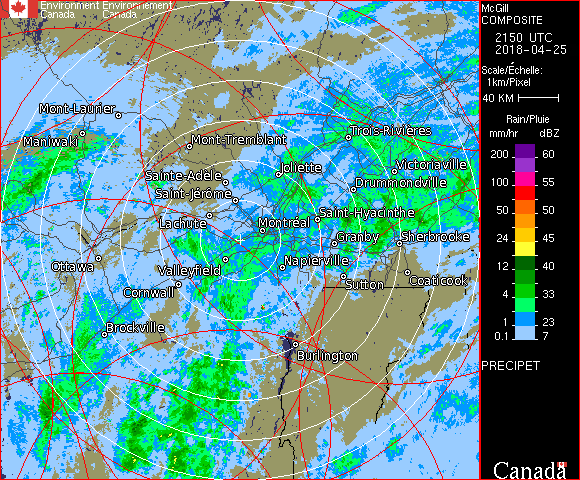 Environment Environnement
Canada Canada
McGill
COMPOSITE
2150 UTC
2018-04-25
Scale/Échelle:
1km/Pixel
40 KM
Rain/Pluie
mm/hr dBZ
200 60
100 55
50 50
24 45
12 40
4 33
1 23
0.1 7
PRECIPET
Canada
Mont-Laurier
Maniwaki
Mont-Tremblant
Trois-Rivières
Sainte-Adèle
Joliette
Victoriaville
Saint-Jérôme
Drummondville
Lachute
Montréal
Saint-Hyacinthe
Granby
Sherbrooke
Ottawa
Valleyfield
Napierville
Cornwall
Sutton
Coaticook
Brockville
Burlington